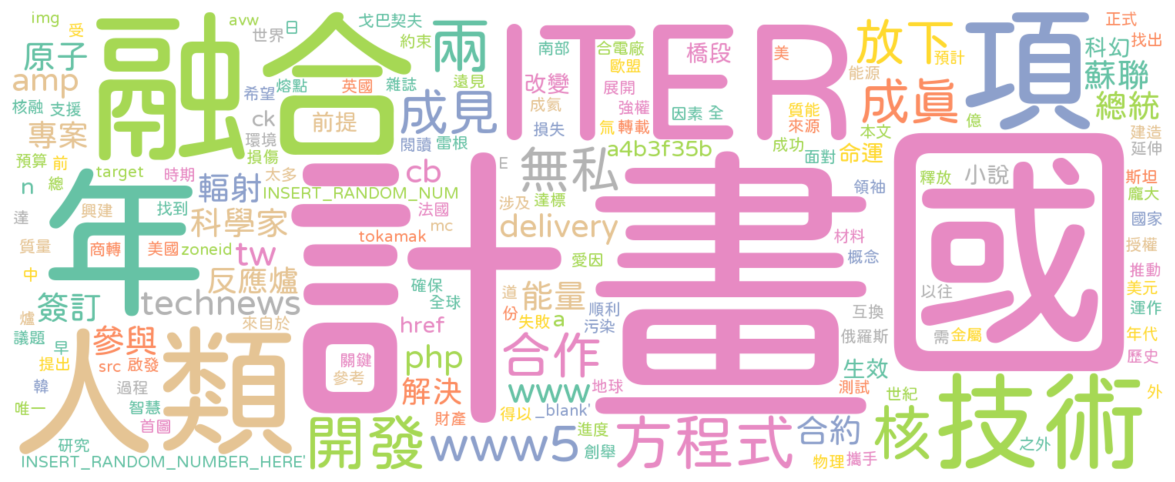 img
avw
日
戈巴契夫
正式
受
世界
約束
南部
合電廠
橋段
美
放下
預計
找出
原子
融合
兩
ITER
項
科幻
熔點
英國
雜誌
遠見
歐盟
能源
蘇聯
amp
核融
支援
希望
成見
改變
展開
成真
總統
ck
前提
成氦
強權
質能
專案
環境
閱讀
雷根
損失
氚
轉載
因素
全
來源
本文
億
建造
延伸
預算
前
損傷
a4b3f35b
成功
面對
命運
n
總
target
時期
太多
輻射
cb
無私
釋放
小說
斯坦
龐大
INSERT_RANDOM_NUM
E
年
計畫
國
達
興建
找到
科學家
法國
mc
涉及
達標
領袖
國家
質量
商轉
美國
zoneid
tw
tokamak
delivery
材料
授權
中
反應爐
愛因
概念
推動
簽訂
technews
確保
全球
道
能量
順利
以往
美元
爐
份
失敗
a
污染
互換
運作
議題
早
參與
來自於
href
俄羅斯
需
金屬
年代
提出
src
啟發
關鍵
參考
php
合作
生效
歷史
韓
過程
人類
解決
www
地球
測試
唯一
智慧
世紀
外
首圖
財產
得以
_blank'
合約
開發
www5
進度
方程式
核
技術
研究
創舉
之外
INSERT_RANDOM_NUMBER_HERE'
物理
攜手